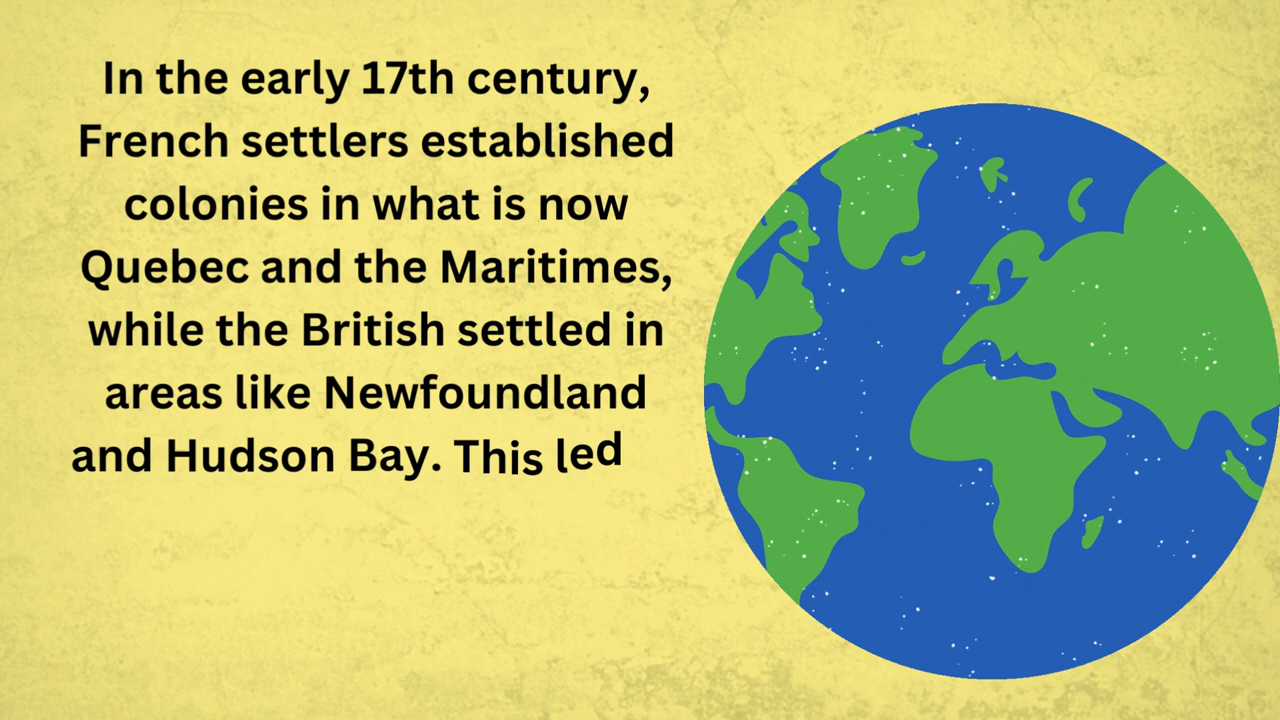 In the early 17th century,
French settlers established
colonies in what is now
Quebec and the Maritimes,
while the British settled in
areas like Newfoundland
and Hudson Bay. This led